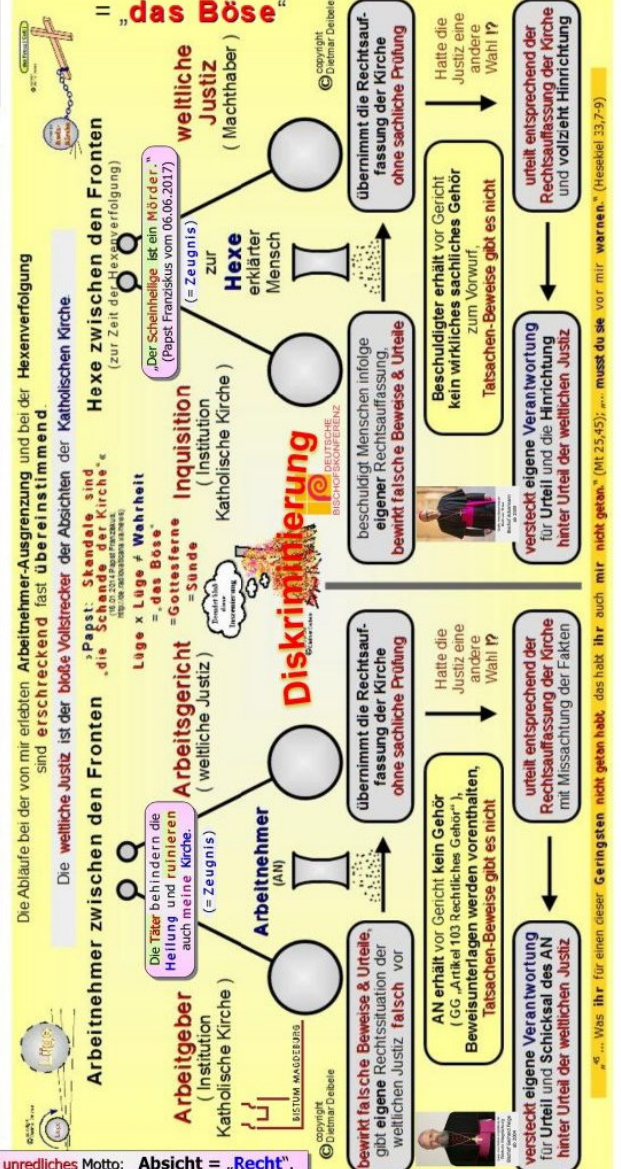 = „das Böse“
Die Abläufe bei der von mir erlebten Arbeitnehmer-Ausgrenzung und bei der Hexenverfolgung
sind erschreckend fast übereinstimmend.
Die weltliche Justiz ist der bloße Vollstrecker der Absichten der Katholischen Kirche.
Arbeitnehmer zwischen den Fronten
Die Täter behindern die
Heilung und ruinieren
auch meine Kirche.
(= Zeugnis)
Arbeitgeber
( Institution
Katholische Kirche )
BISTUM MAGDEBURG
Arbeitnehmer
(AN)
Arbeitsgericht
( weltliche Justiz )
copyright
© Dietmar Deibele
bewirkt falsche Beweise & Urteile,
gibt eigene Rechtssituation der
weltlichen Justiz falsch vor
übernimmt die Rechtsauf-
fassung der Kirche
ohne sachliche Prüfung
AN erhält vor Gericht kein Gehör
( GG „Artikel 103 Rechtliches Gehör“ ),
Beweisunterlagen werden vorenthalten,
Tatsachen-Beweise gibt es nicht
Hatte die
Justiz eine
andere
Wahl !?
versteckt eigene Verantwortung
für Urteil und Schicksal des AN
hinter Urteil der weltlichen Justiz
urteilt entsprechend der
Rechtsauffassung der Kirche
mit Missachtung der Fakten
» Papst: Skandale sind
„die Schande der Kirche“ «
Lüge x Lüge ≠ Wahrheit
= „das Böse“
= Gottesferne
= Sünde
Diskriminierung
DEUTSCHE
BISCHOFSKONFERENZ
Hexe zwischen den Fronten
(zur Zeit der Hexenverfolgung)
„Der Scheinheilige ist ein Mörder.“
(Papst Franziskus vom 06.06.2017)
(= Zeugnis)
Inquisition
( Institution
Katholische Kirche )
zur
Hexe
erklärter
Mensch
weltliche
Justiz
( Machthaber )
copyright
© Dietmar Deibele
beschuldigt Menschen infolge
eigener Rechtsauffassung,
bewirkt falsche Beweise & Urteile
übernimmt die Rechtsauf-
fassung der Kirche
ohne sachliche Prüfung
Beschuldigter erhält vor Gericht
kein wirkliches sachliches Gehör
zum Vorwurf,
Tatsachen-Beweise gibt es nicht
Hatte die
Justiz eine
andere
Wahl !?
versteckt eigene Verantwortung
für Urteil und die Hinrichtung
hinter Urteil der weltlichen Justiz
urteilt entsprechend der
Rechtsauffassung der Kirche
und vollzieht Hinrichtung
„⁴⁵ ... Was ihr für einen dieser Geringsten nicht getan habt, das habt ihr auch mir nicht getan.“ (Mt 25,45); „... musst du sie vor mir warnen.“ (Hesekiel 33,7-9)
unredliches Motto: Absicht = „Recht“.